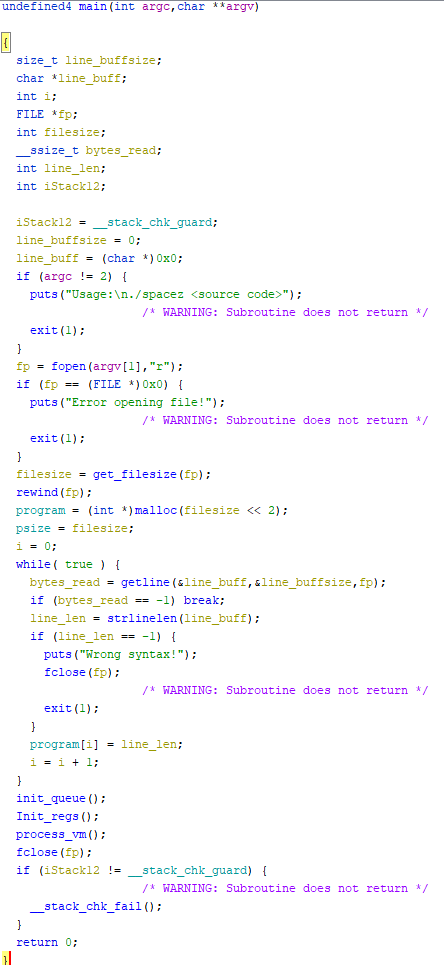 undefined4 main(int argc,char **argv)
{
size_t line_buffsize;
char *line_buff;
int i;
FILE *fp;
int filesize;
__ssize_t bytes_read;
int line_len;
int iStack12;
iStack12 = __stack_chk_guard;
line_buffsize = 0;
line_buff = (char *)0x0;
if (argc != 2) {
puts("Usage:\n./spacez <source code>");
/* WARNING: Subroutine does not return */
exit(1);
}
fp = fopen(argv[1],"r");
if (fp == (FILE *)0x0) {
puts("Error opening file!");
/* WARNING: Subroutine does not return */
exit(1);
}
filesize = get_filesize(fp);
rewind(fp);
program = (int *)malloc(filesize << 2);
psize = filesize;
i = 0;
while( true ) {
bytes_read = getline(&line_buff,&line_buffsize,fp);
if (bytes_read == -1) break;
line_len = strlinelen(line_buff);
if (line_len == -1) {
puts("Wrong syntax!");
fclose(fp);
/* WARNING: Subroutine does not return */
exit(1);
}
program[i] = line_len;
i = i + 1;
}
init_queue();
Init_regs();
process_vm();
fclose(fp);
if (iStack12 != __stack_chk_guard) {
/* WARNING: Subroutine does not return */
__stack_chk_fail();
}
return 0;
}